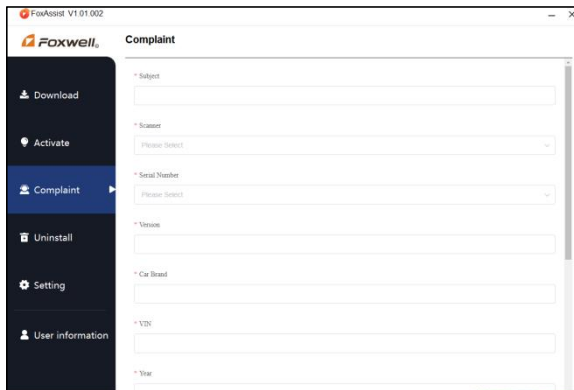 FoxAssist V1.01.002
FOXWELL
Complaint
Download
Activate
Complaint
Uninstall
Setting
User information
* Subject
* Scanner
Please Select
* Serial Number
Please Select
* Version
* Car Brand
* VIN
* Year